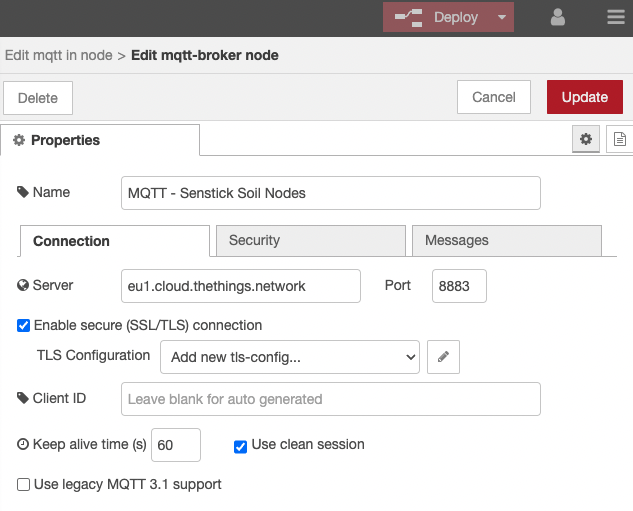 Deploy
Edit mqtt in node > Edit mqtt-broker node
Delete Cancel Update
Properties
Name MQTT - Senstick Soil Nodes
Connection Security Messages
Server eu1.cloud.thethings.network Port 8883
Enable secure (SSL/TLS) connection
TLS Configuration Add new tls-config...
Client ID Leave blank for auto generated
Keep alive time (s) 60 Use clean session
Use legacy MQTT 3.1 support